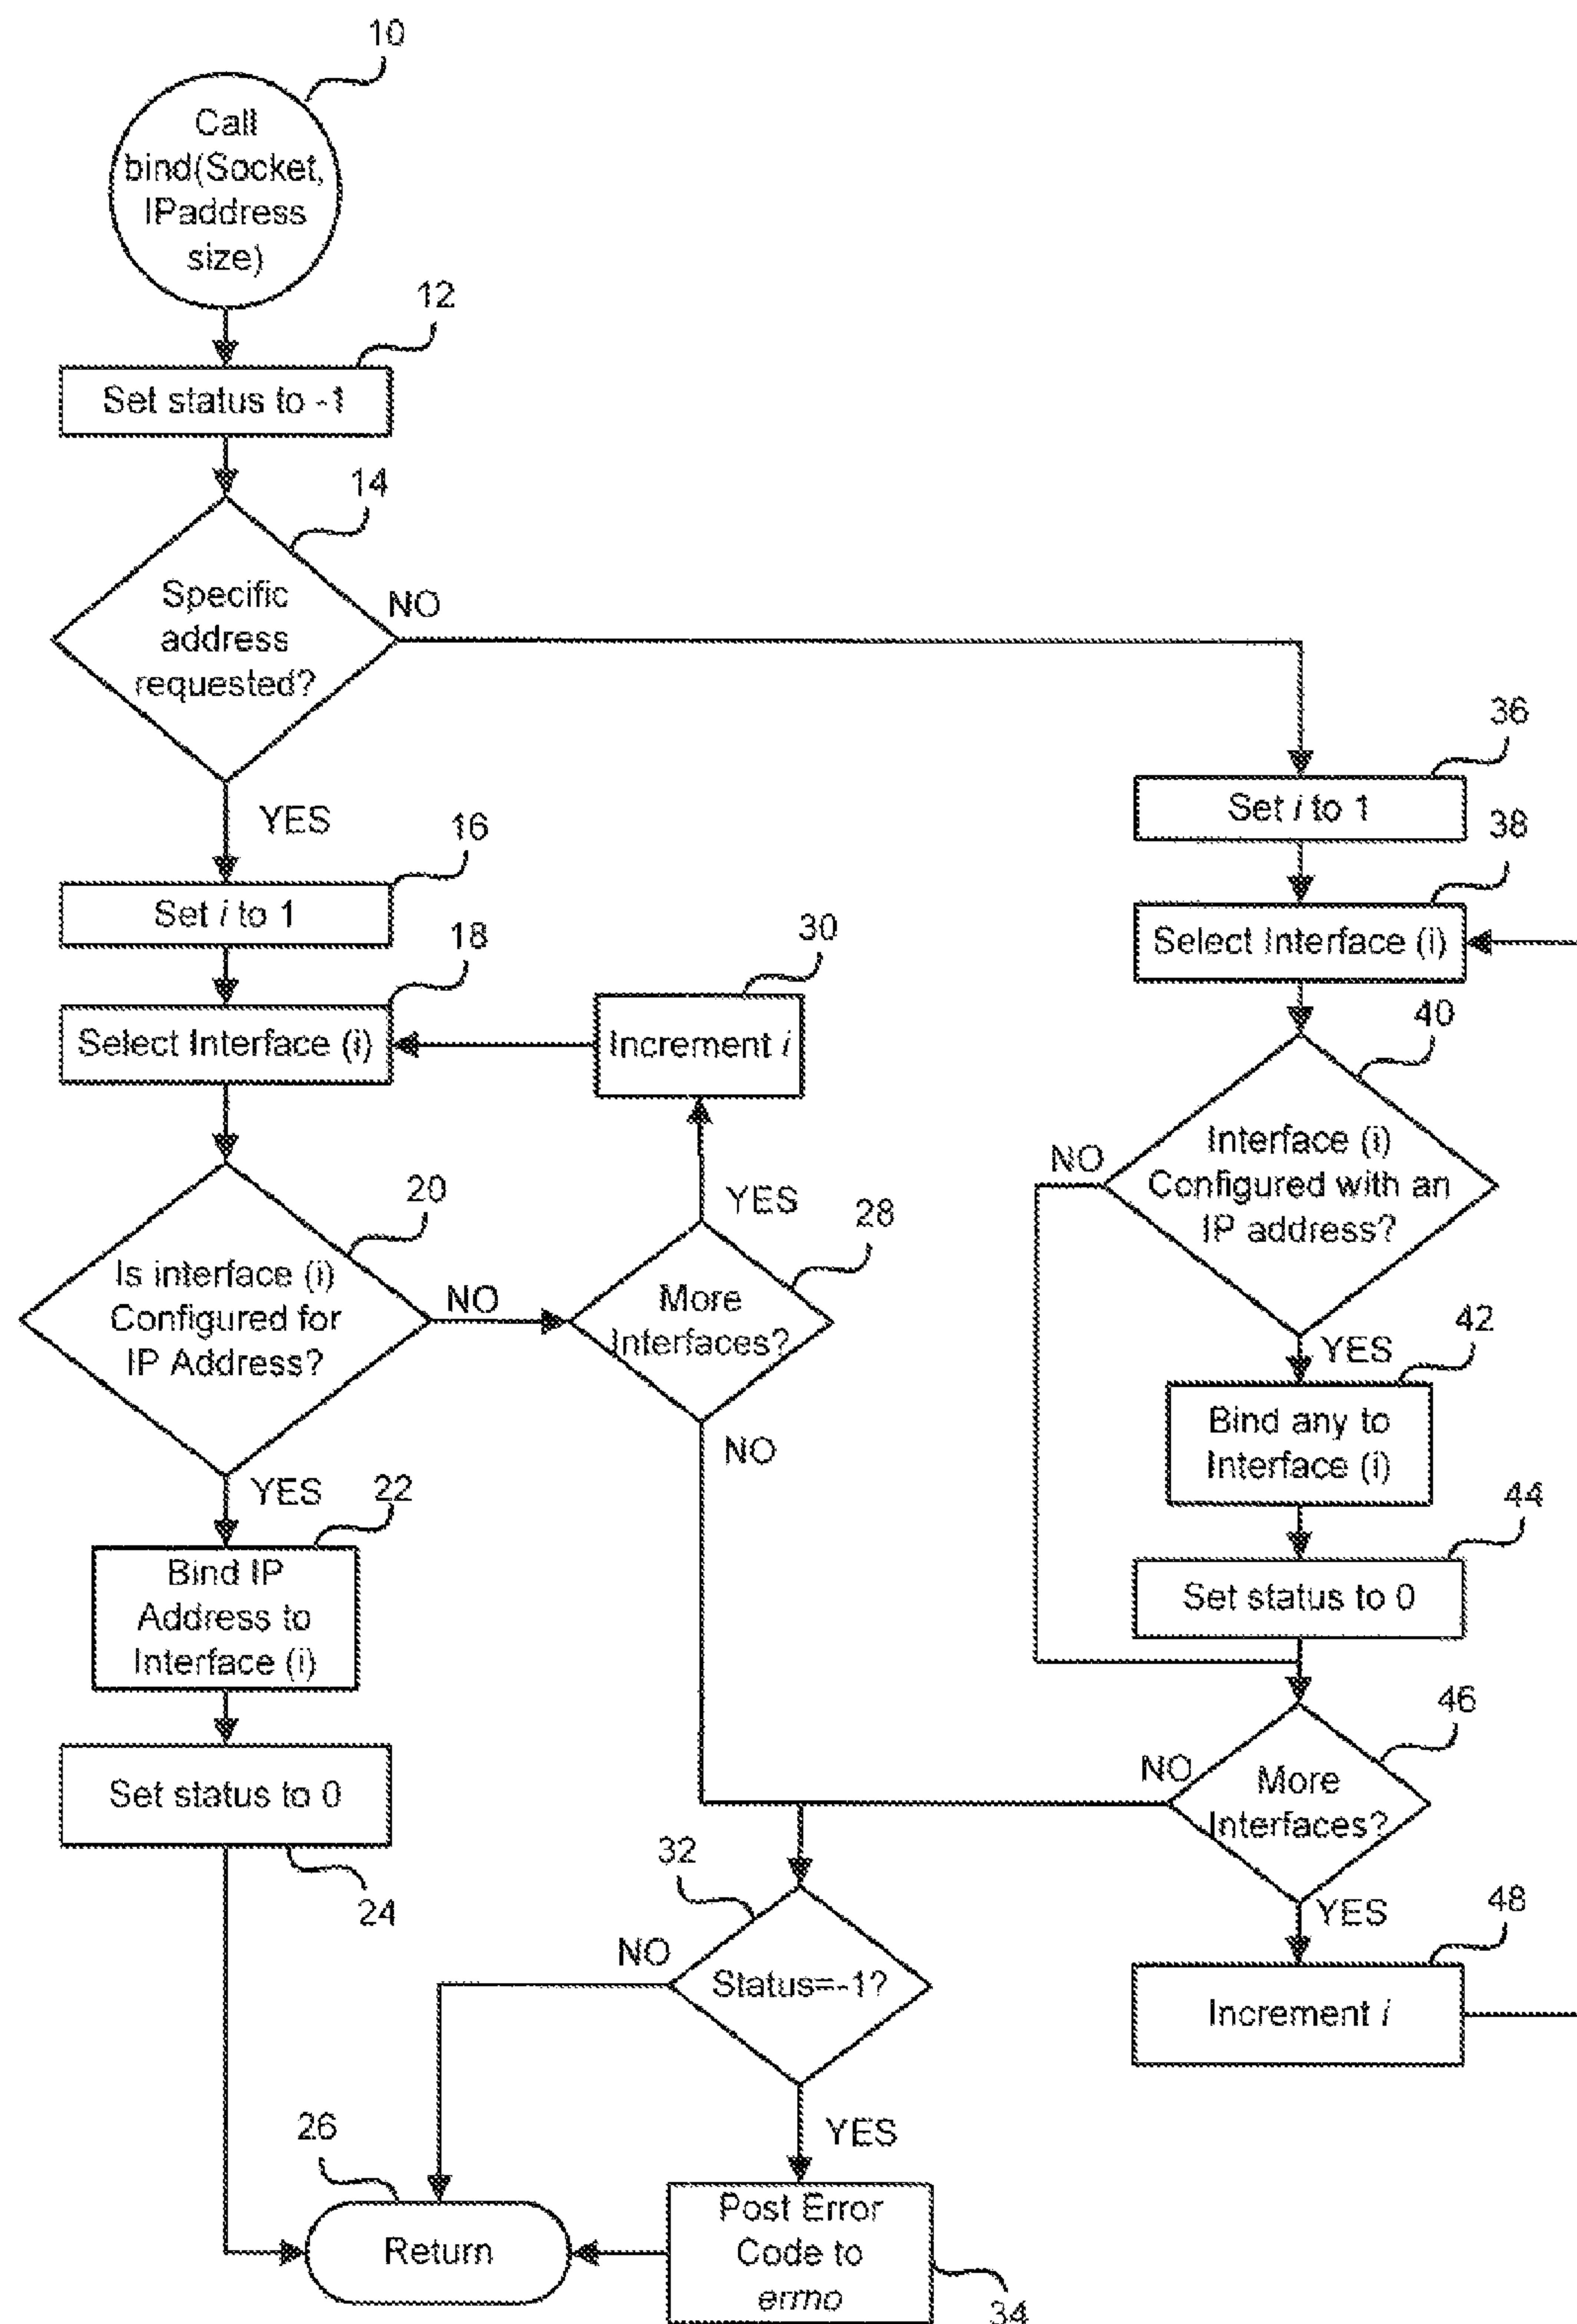 10
Call
bind(Socket,
IPaddress
size)
12
Set status to -1
14
Specific
address
requested?
NO
YES
36
Set i to 1
38
Select Interface (i)
16
Set i to 1
18
Select Interface (i)
30
Increment i
40
Interface (i)
Configured with an
IP address?
NO
YES
20
Is interface (i)
Configured for
IP Address?
NO
YES
28
More
Interfaces?
YES
NO
42
Bind any to
Interface (i)
22
Bind IP
Address to
Interface (i)
44
Set status to 0
24
Set status to 0
46
More
Interfaces?
NO
YES
32
Status=-1?
NO
YES
48
Increment i
26
Return
Post Error
Code to
errno
34